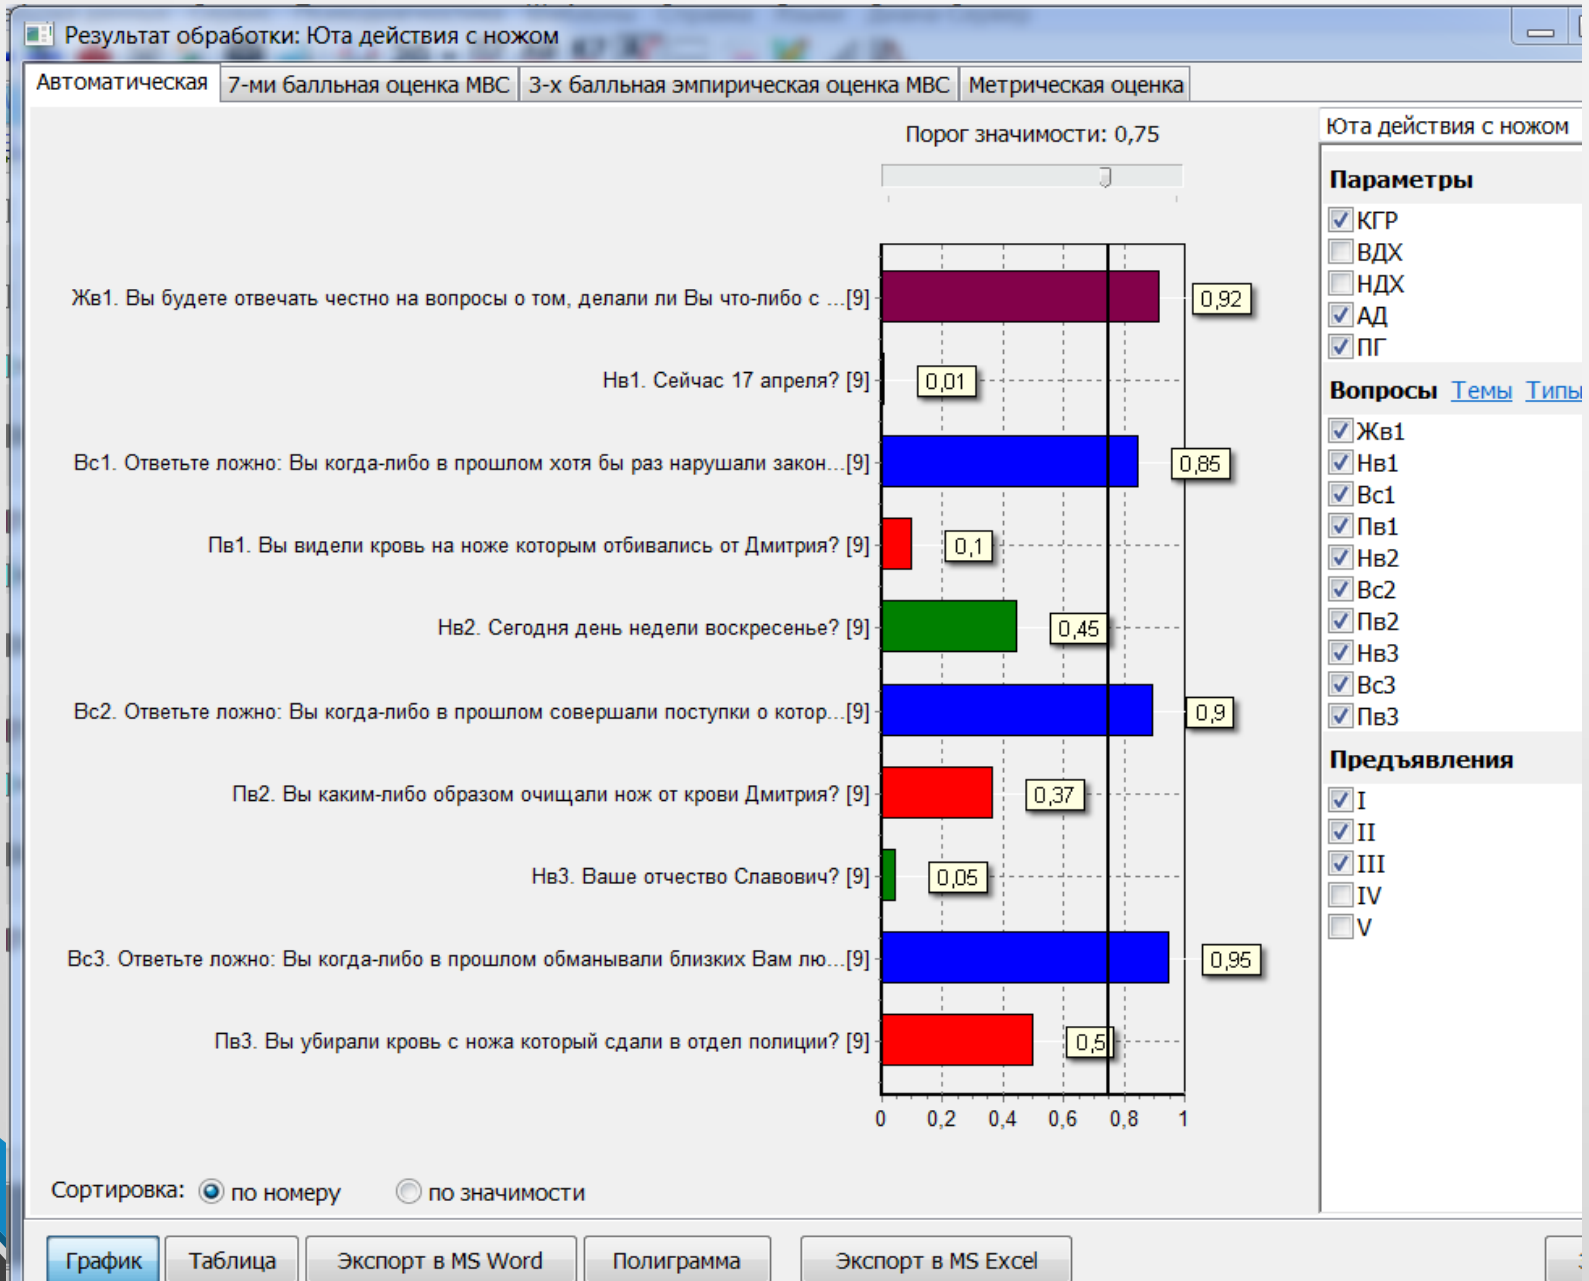 Результат обработки: Юта действия с ножом
Автоматическая
7-ми балльная оценка МВС
3-х балльная эмпирическая оценка МВС
Метрическая оценка
Порог значимости: 0,75
Жв1. Вы будете отвечать честно на вопросы о том, делали ли Вы что-либо с ...[9]
0,92
Нв1. Сейчас 17 апреля? [9]
0,01
Вс1. Ответьте ложно: Вы когда-либо в прошлом хотя бы раз нарушали закон...[9]
0,85
Пв1. Вы видели кровь на ноже которым отбивались от Дмитрия? [9]
0,1
Нв2. Сегодня день недели воскресенье? [9]
0,45
Вс2. Ответьте ложно: Вы когда-либо в прошлом совершали поступки о котор...[9]
0,9
Пв2. Вы каким-либо образом очищали нож от крови Дмитрия? [9]
0,37
Нв3. Ваше отчество Славович? [9]
0,05
Вс3. Ответьте ложно: Вы когда-либо в прошлом обманывали близких Вам лю...[9]
0,95
Пв3. Вы убирали кровь с ножа который сдали в отдел полиции? [9]
0,5
0 0,2 0,4 0,6 0,8 1
Сортировка: по номеру по значимости
График
Таблица
Экспорт в MS Word
Полиграмма
Экспорт в MS Excel
Юта действия с ножом
Параметры
КГР
ВДХ
НДХ
АД
ПГ
Вопросы Темы Типы
Жв1
Нв1
Вс1
Пв1
Нв2
Вс2
Пв2
Нв3
Вс3
Пв3
Предъявления
I
II
III
IV
V